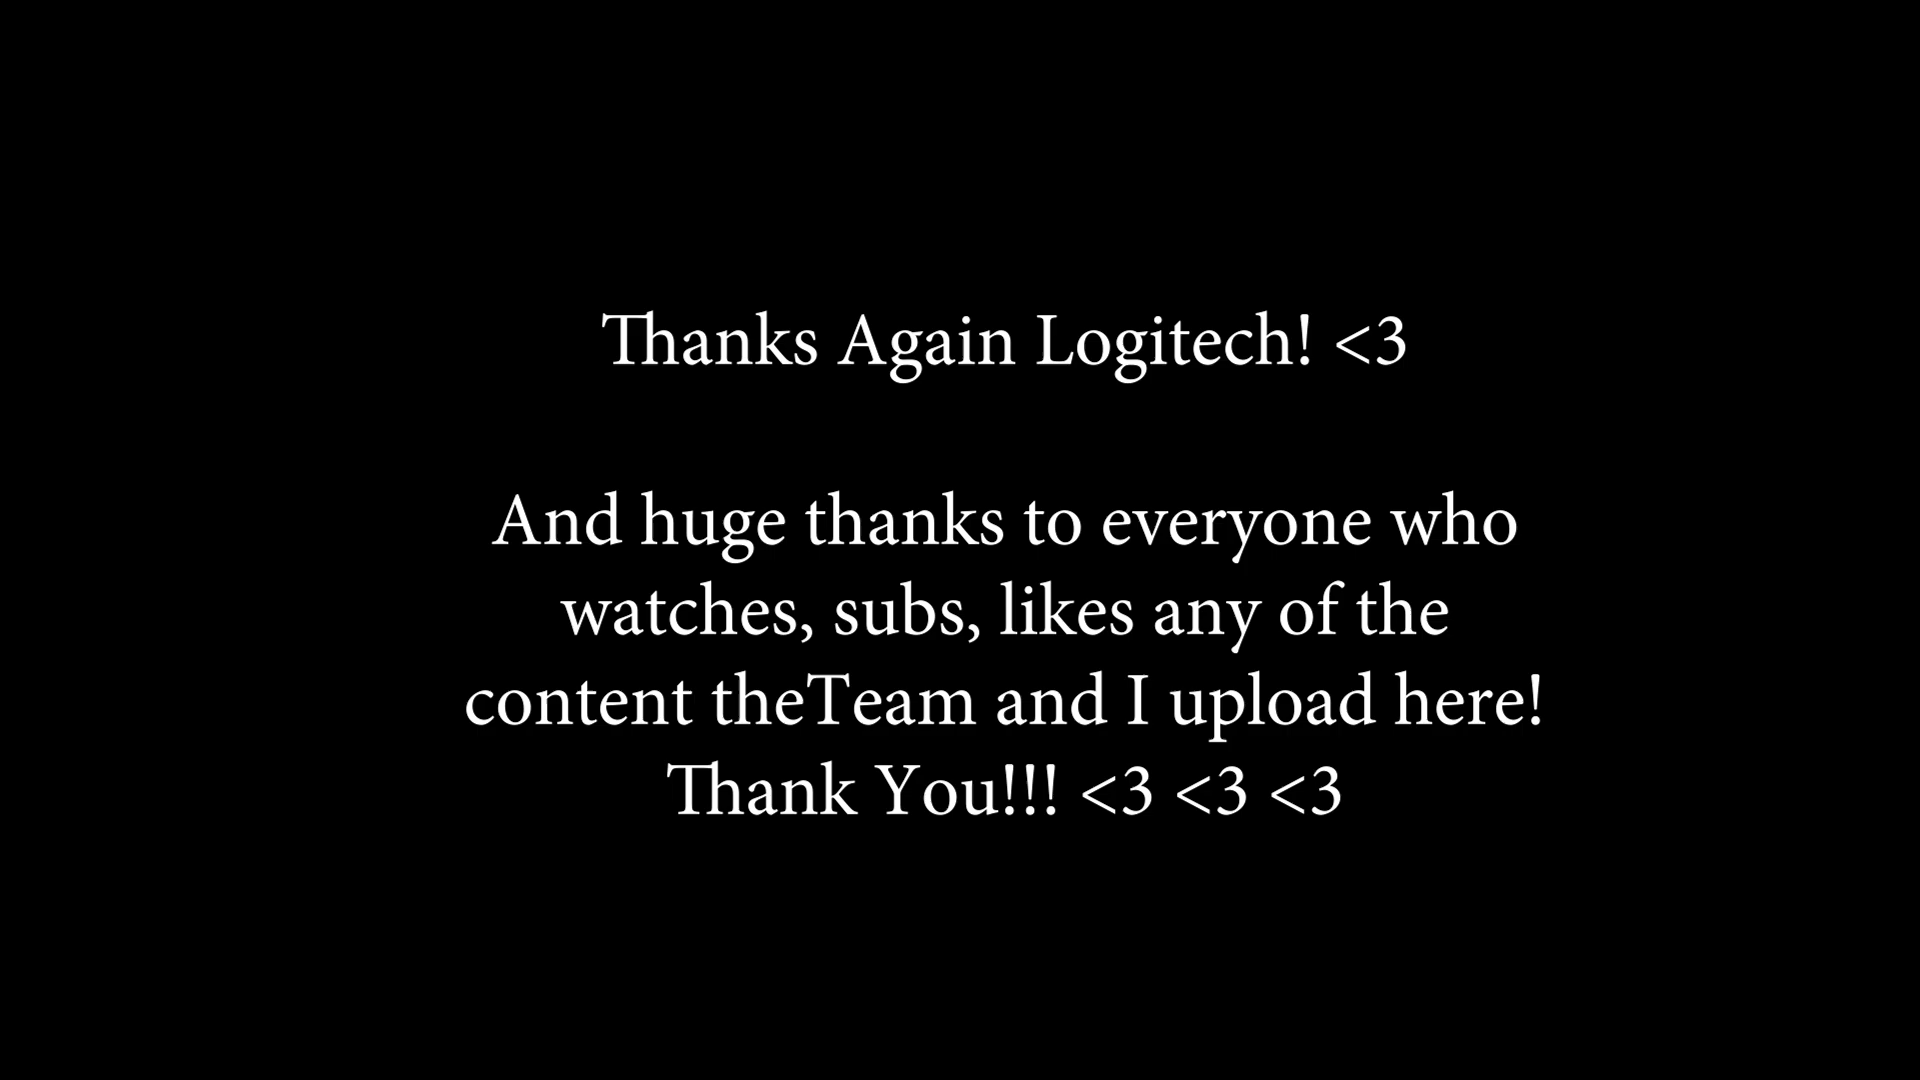 Thanks Again Logitech! <3
And huge thanks to everyone who
watches, subs, likes any of the
content theTeam and I upload here!
Thank You!!! <3 <3 <3